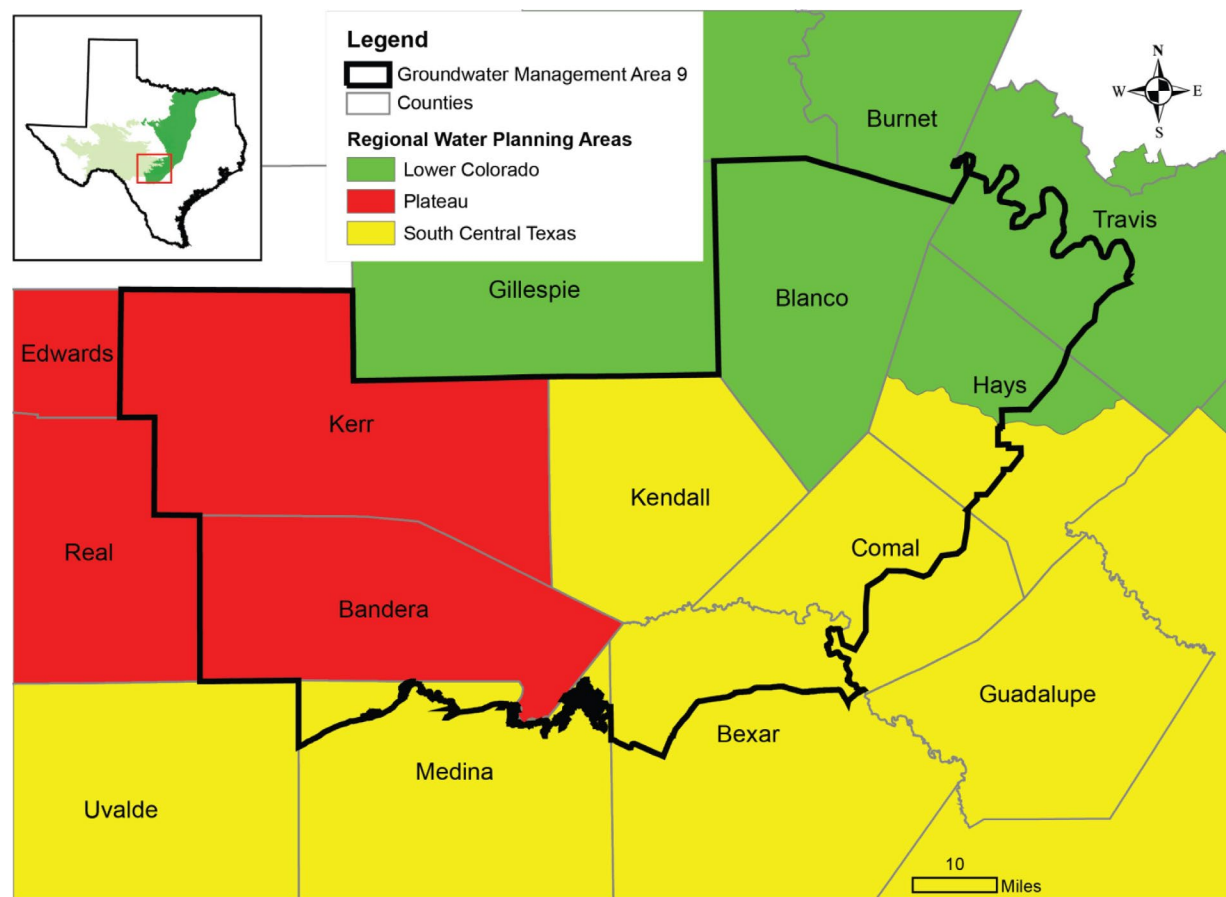 Legend
Groundwater Management Area 9
Counties
Regional Water Planning Areas
Lower Colorado
Plateau
South Central Texas
N
W E
S
Burnet
Travis
Gillespie
Blanco
Edwards
Hays
Kerr
Kendall
Real
Comal
Bandera
Guadalupe
Bexar
Medina
Uvalde
10
Miles